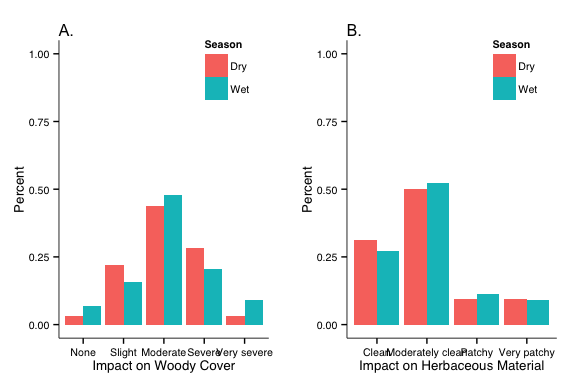 A.
Season
Dry
Wet
1.00
0.75
0.50
0.25
0.00
Percent
None Slight Moderate Severe Very severe
Impact on Woody Cover
B.
Season
Dry
Wet
1.00
0.75
0.50
0.25
0.00
Percent
Clean Moderately clean Patchy Very patchy
Impact on Herbaceous Material